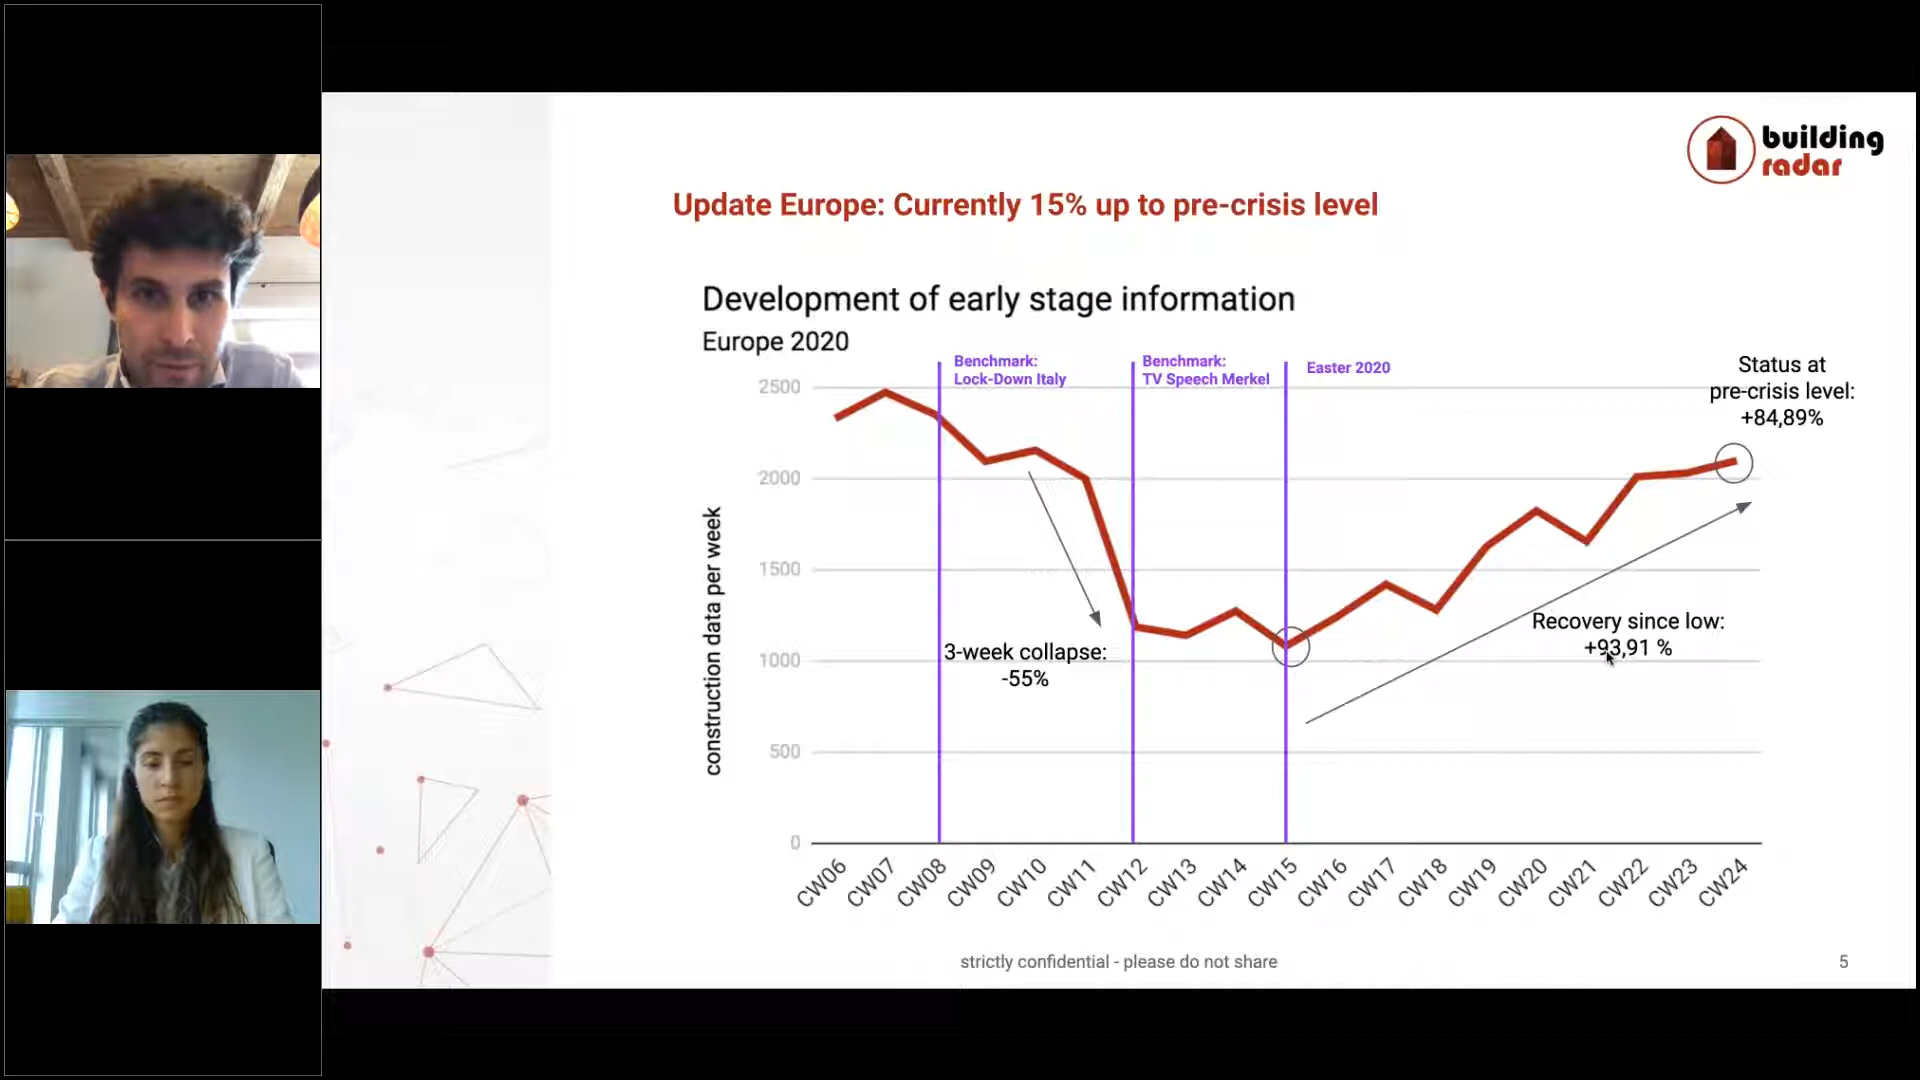 building
radar
Update Europe: Currently 15% up to pre-crisis level
Development of early stage information
Europe 2020
Benchmark:
Lock-Down Italy
Benchmark:
TV Speech Merkel
Easter 2020
Status at
pre-crisis level:
+84,89%
construction data per week
2500
2000
1500
1000
500
0
3-week collapse:
-55%
Recovery since low:
+93,91 %
CW06
CW07
CW08
CW09
CW10
CW11
CW12
CW13
CW14
CW15
CW16
CW17
CW18
CW19
CW20
CW21
CW22
CW23
CW24
strictly confidential - please do not share
5